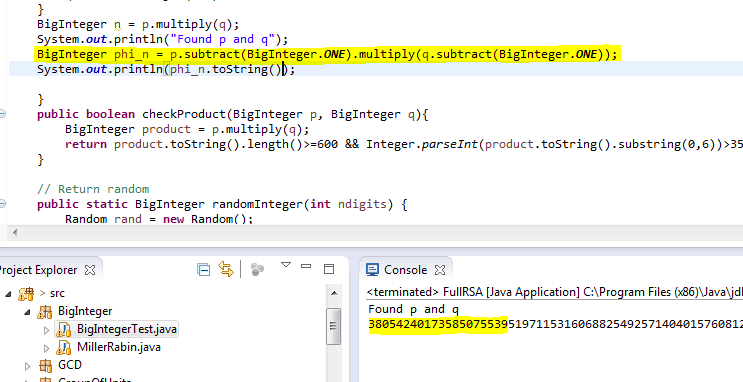 }
BigInteger n = p.multiply(q);
System.out.println("Found p and q");
BigInteger phi_n = p.subtract(BigInteger.ONE).multiply(q.subtract(BigInteger.ONE));
System.out.println(phi_n.toString());
}
public boolean checkProduct(BigInteger p, BigInteger q){
BigInteger product = p.multiply(q);
return product.toString().length()>=600 && Integer.parseInt(product.toString().substring(0,6))>35
}
// Return random
public static BigInteger randomInteger(int ndigits) {
Random rand = new Random();
Project Explorer
src
BigInteger
BigIntegerTest.java
MillerRabin.java
GCD
GroupOfUnits
Console
<terminated> FullRSA [Java Application] C:\Program Files (x86)\Java\jd
Found p and q
380542401735850755395197115316068825492571404015760812